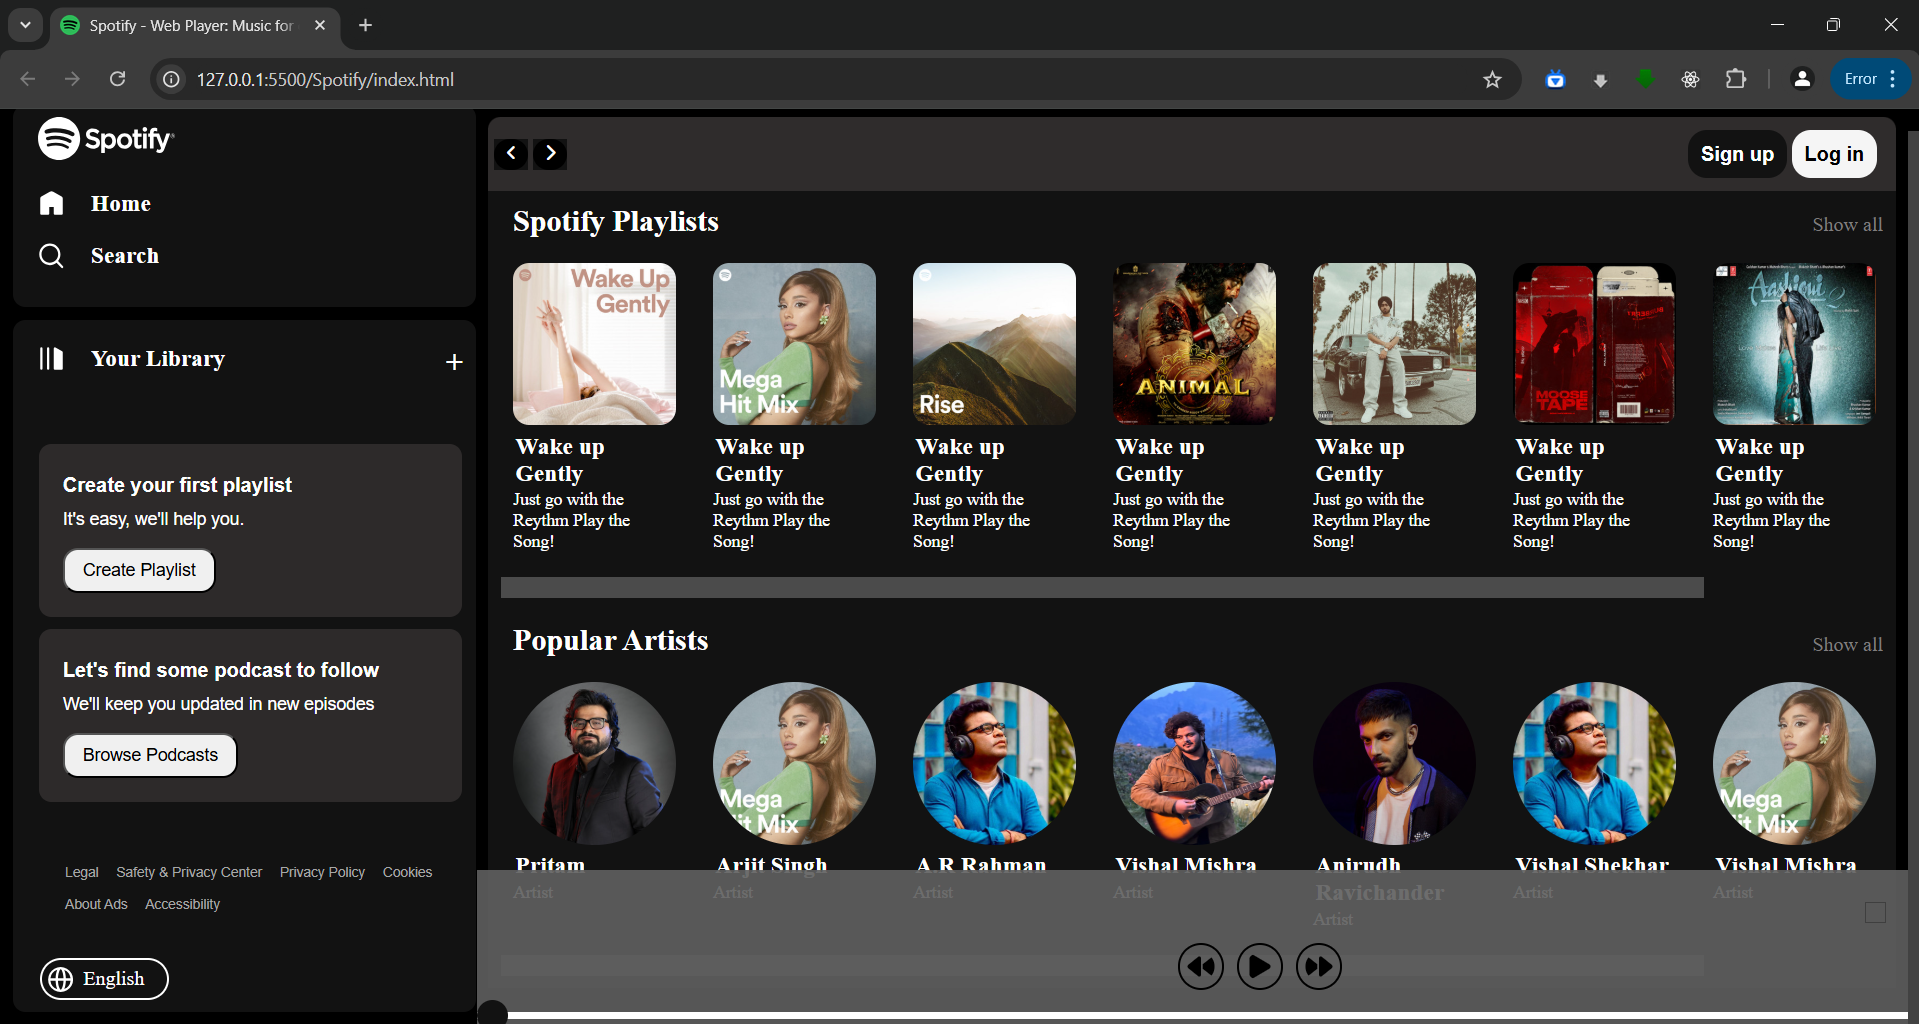 Spotify - Web Player: Music for
127.0.0.1:5500/Spotify/index.html
Error
Spotify
Home
Search
Your Library
Create your first playlist
It's easy, we'll help you.
Create Playlist
Let's find some podcast to follow
We'll keep you updated in new episodes
Browse Podcasts
Legal Safety & Privacy Center Privacy Policy Cookies
About Ads Accessibility
English
Sign up Log in
Spotify Playlists
Show all
Wake Up
Gently
Mega
Hit Mix
Rise
ANIMAL
MOOSE
TAPE
Aashiqui 2
Wake up
Gently
Just go with the
Reythm Play the
Song!
Wake up
Gently
Just go with the
Reythm Play the
Song!
Wake up
Gently
Just go with the
Reythm Play the
Song!
Wake up
Gently
Just go with the
Reythm Play the
Song!
Wake up
Gently
Just go with the
Reythm Play the
Song!
Wake up
Gently
Just go with the
Reythm Play the
Song!
Wake up
Gently
Just go with the
Reythm Play the
Song!
Popular Artists
Show all
Mega
Hit Mix
Mega
Hit Mix
Pritam
Artist
Arijit Singh
Artist
A.R Rahman
Artist
Vishal Mishra
Artist
Anirudh
Ravichander
Artist
Vishal Shekhar
Artist
Vishal Mishra
Artist